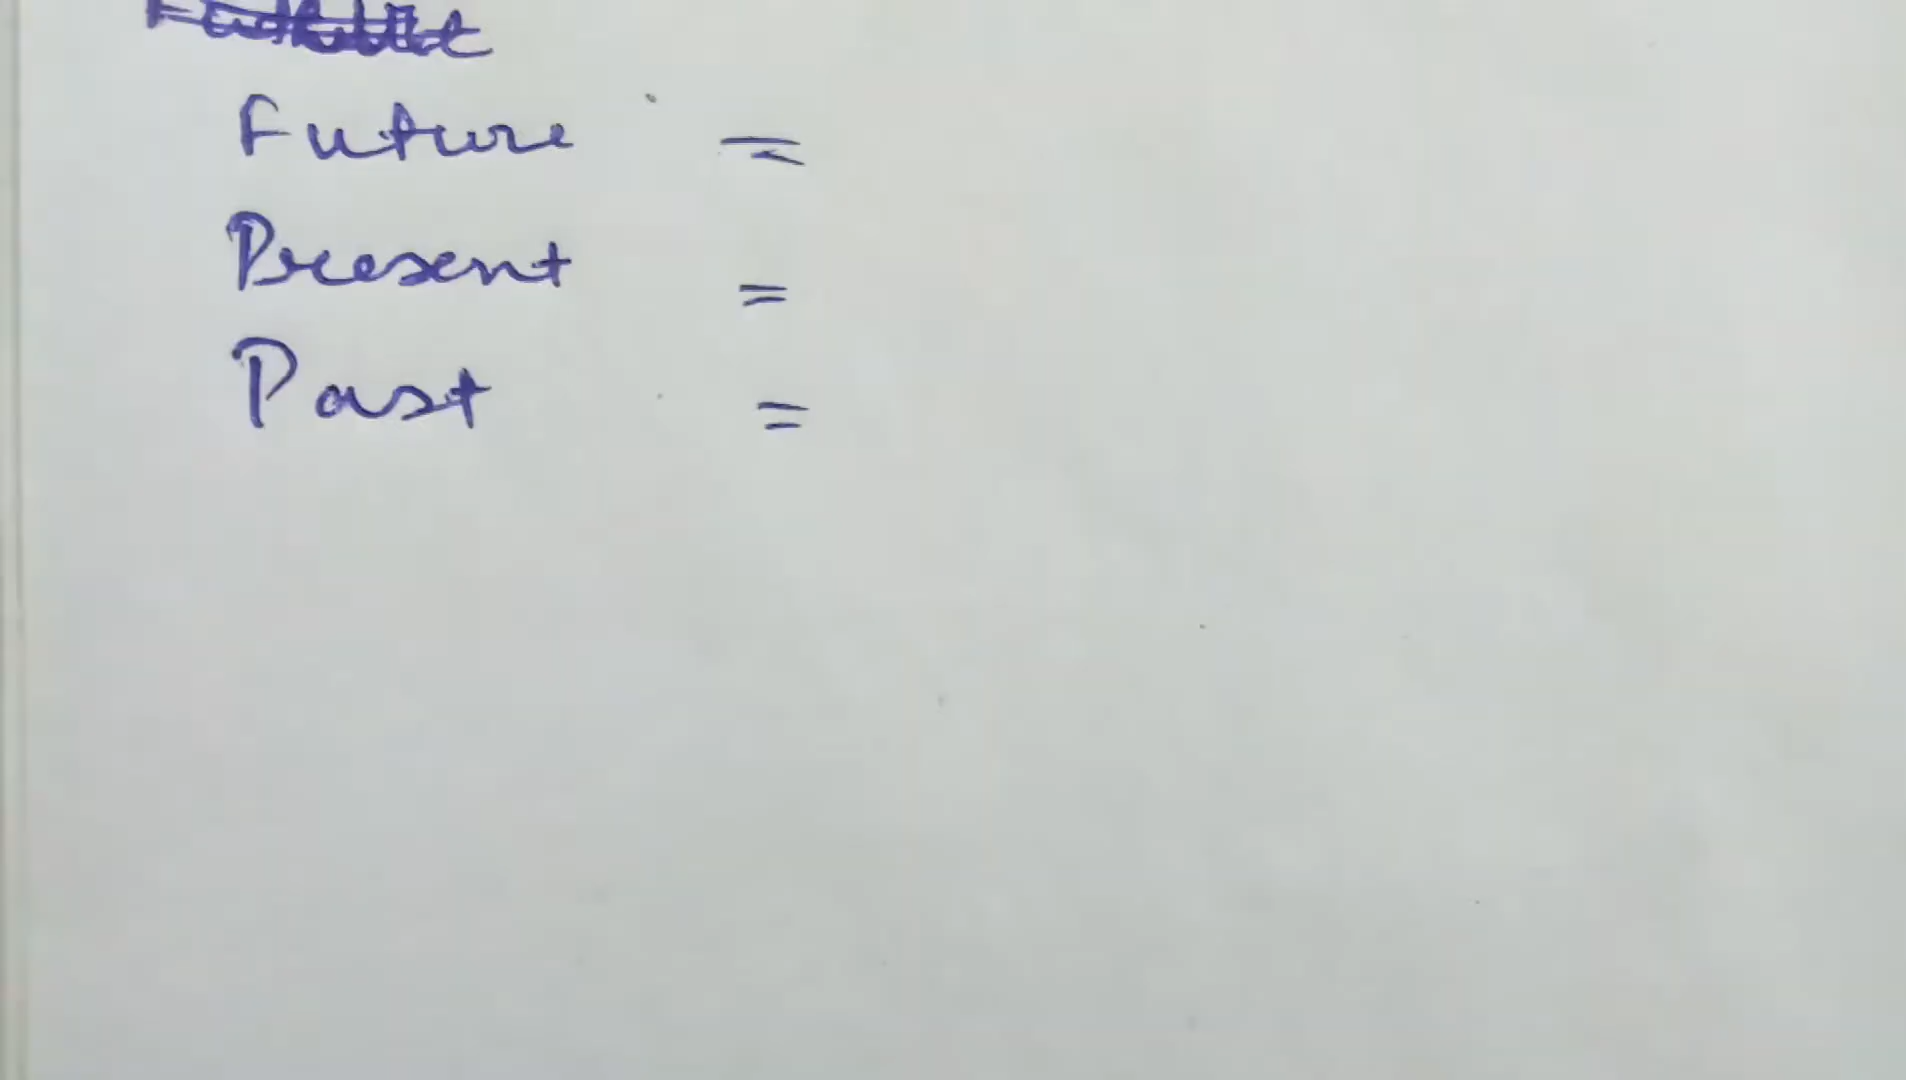 Future =
Present =
Past =